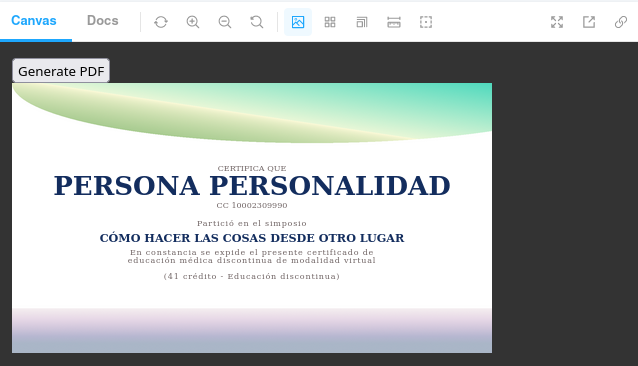 Canvas Docs
Generate PDF
CERTIFICA QUE
PERSONA PERSONALIDAD
CC 10002309990
Partició en el simposio
CÓMO HACER LAS COSAS DESDE OTRO LUGAR
En constancia se expide el presente certificado de
educación médica discontinua de modalidad virtual
(41 crédito - Educación discontinua)